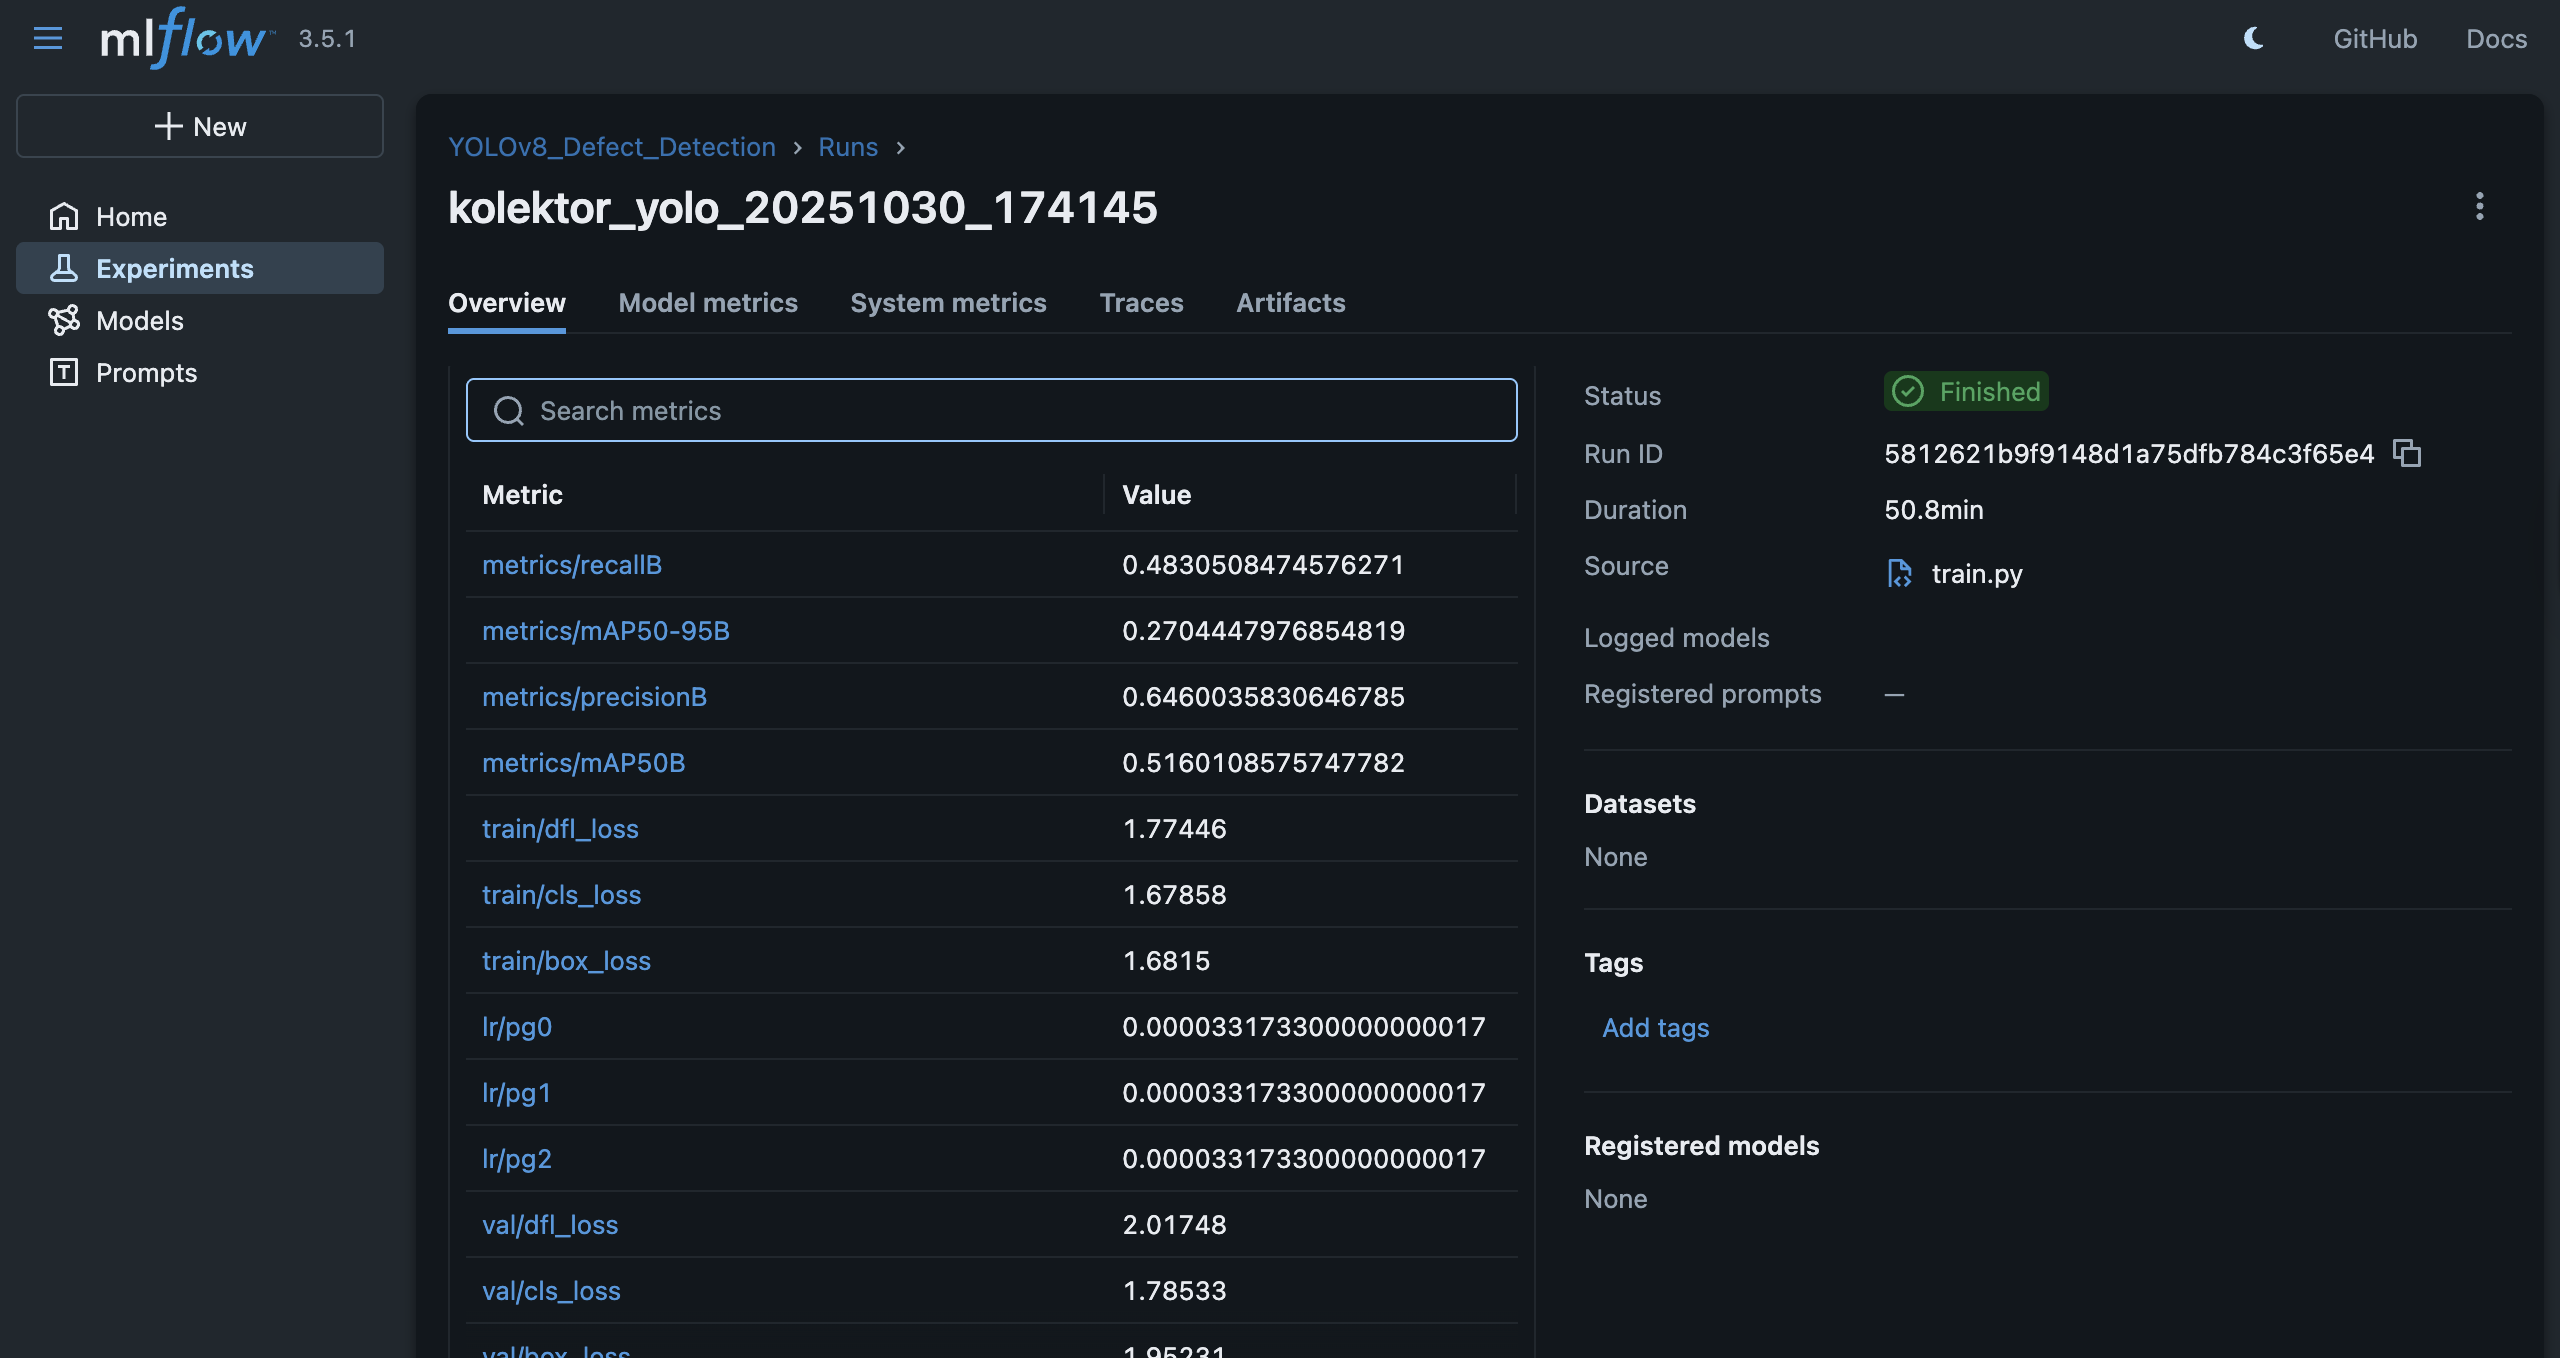 mlflow™ 3.5.1
GitHub
Docs
New
Home
Experiments
Models
Prompts
YOLOv8_Defect_Detection > Runs >
kolektor_yolo_20251030_174145
Overview Model metrics System metrics Traces Artifacts
Search metrics
Metric Value
metrics/recallB 0.4830508474576271
metrics/mAP50-95B 0.2704447976854819
metrics/precisionB 0.6460035830646785
metrics/mAP50B 0.5160108575747782
train/dfl_loss 1.77446
train/cls_loss 1.67858
train/box_loss 1.6815
lr/pg0 0.000033173300000000017
lr/pg1 0.000033173300000000017
lr/pg2 0.000033173300000000017
val/dfl_loss 2.01748
val/cls_loss 1.78533
val/box_loss 1.95231
Status Finished
Run ID 5812621b9f9148d1a75dfb784c3f65e4
Duration 50.8min
Source train.py
Logged models
Registered prompts —
Datasets
None
Tags
Add tags
Registered models
None